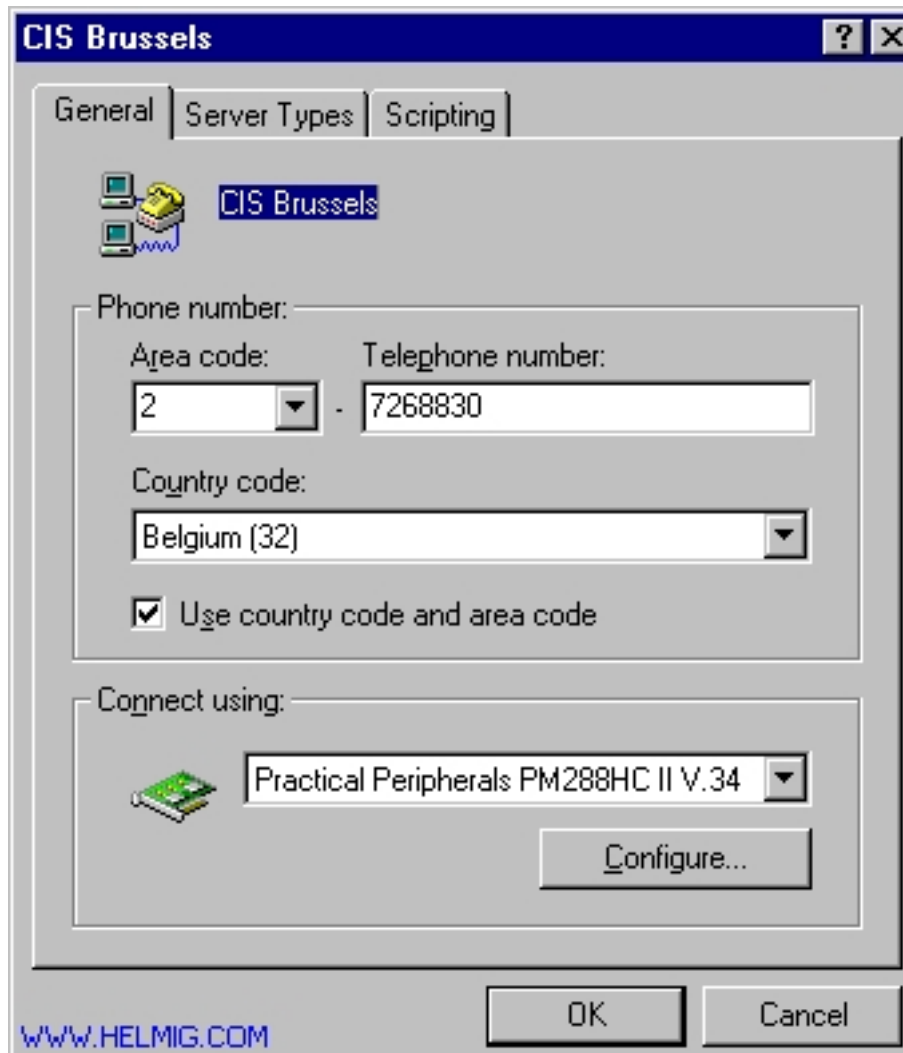 CIS Brussels
General Server Types Scripting
CIS Brussels
Phone number:
Area code: Telephone number:
2 - 7268830
Country code:
Belgium (32)
Use country code and area code
Connect using:
Practical Peripherals PM288HC II V.34
Configure...
OK Cancel
WWW.HELMIG.COM